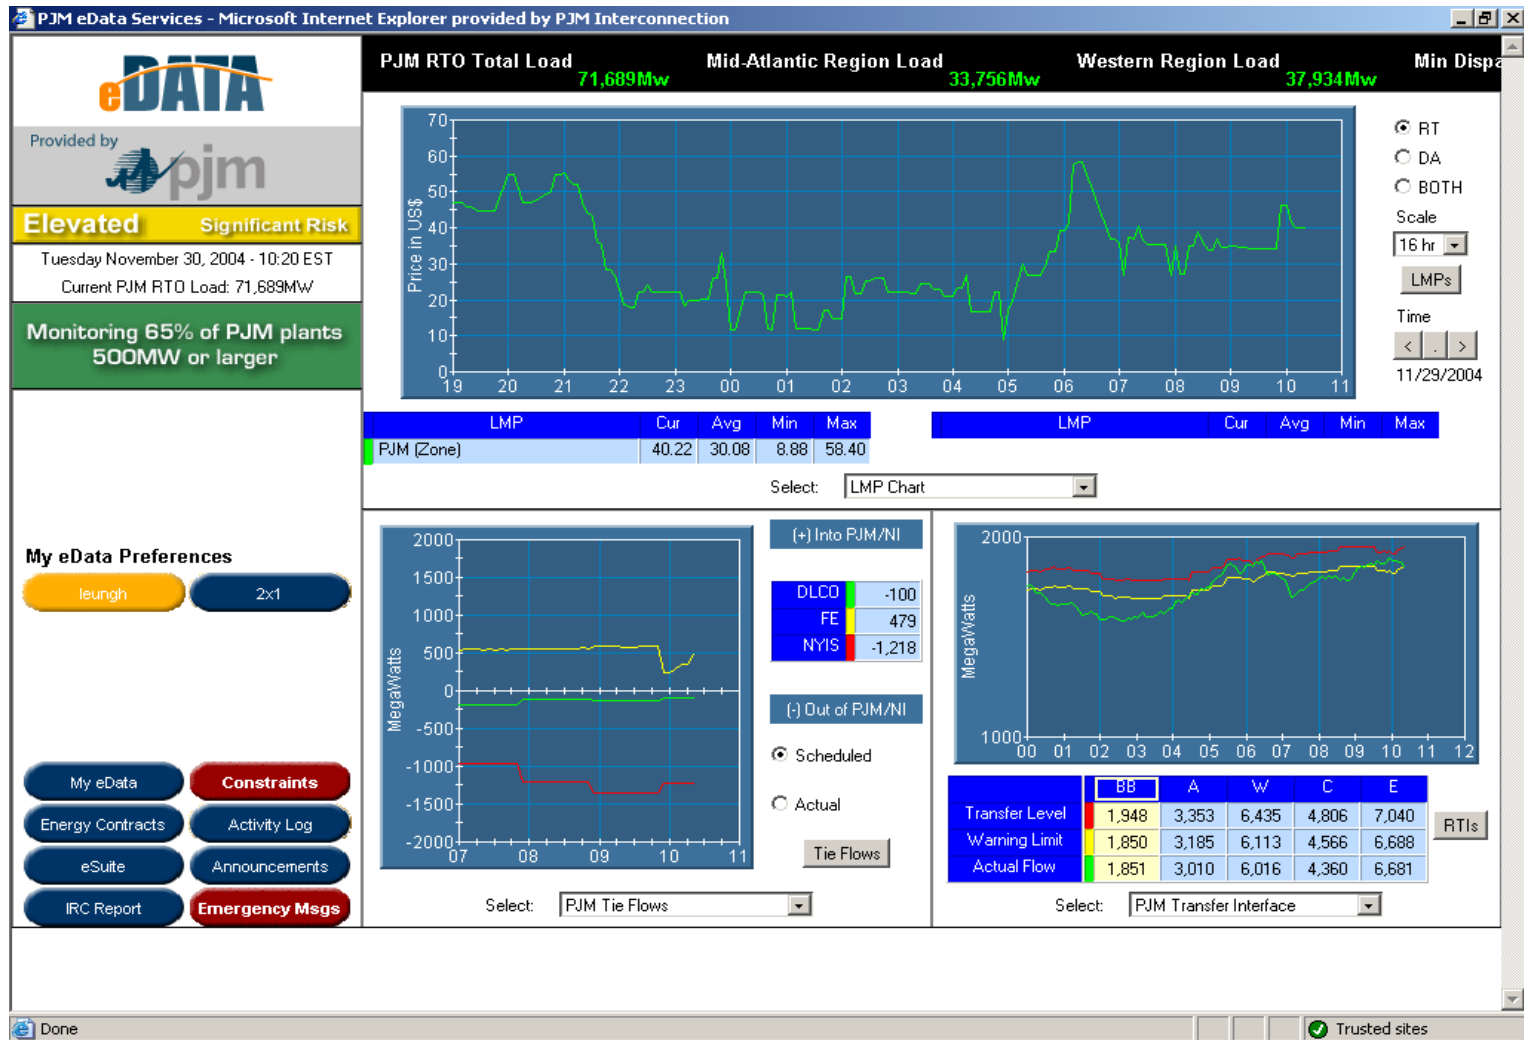 PJM eData Services - Microsoft Internet Explorer provided by PJM Interconnection
eDATA
Provided by
pjm
Elevated Significant Risk
Tuesday November 30, 2004 - 10:20 EST
Current PJM RTO Load: 71,689MW
Monitoring 65% of PJM plants
500MW or larger
My eData Preferences
leungh 2x1
My eData Constraints
Energy Contracts Activity Log
eSuite Announcements
IRC Report Emergency Msgs
PJM RTO Total Load Mid-Atlantic Region Load Western Region Load Min Dispa
71,689Mw 33,756Mw 37,934Mw
Price in US$
70
60
50
40
30
20
10
0
19 20 21 22 23 00 01 02 03 04 05 06 07 08 09 10 11
RT
DA
BOTH
Scale
16 hr
LMPs
Time
< . >
11/29/2004
LMP Cur Avg Min Max
PJM (Zone) 40.22 30.08 8.88 58.40
LMP Cur Avg Min Max
Select: LMP Chart
MegaWatts
2000
1500
1000
500
0
-500
-1000
-1500
-2000
07 08 09 10 11
(+) Into PJM/NI
DLCO -100
FE 479
NYIS -1,218
(-) Out of PJM/NI
Scheduled
Actual
Tie Flows
Select: PJM Tie Flows
MegaWatts
2000
1000
00 01 02 03 04 05 06 07 08 09 10 11 12
BB A W C E
Transfer Level 1,948 3,353 6,435 4,806 7,040
Warning Limit 1,850 3,185 6,113 4,566 6,688
Actual Flow 1,851 3,010 6,016 4,360 6,681
RTIs
Select: PJM Transfer Interface
Done
Trusted sites